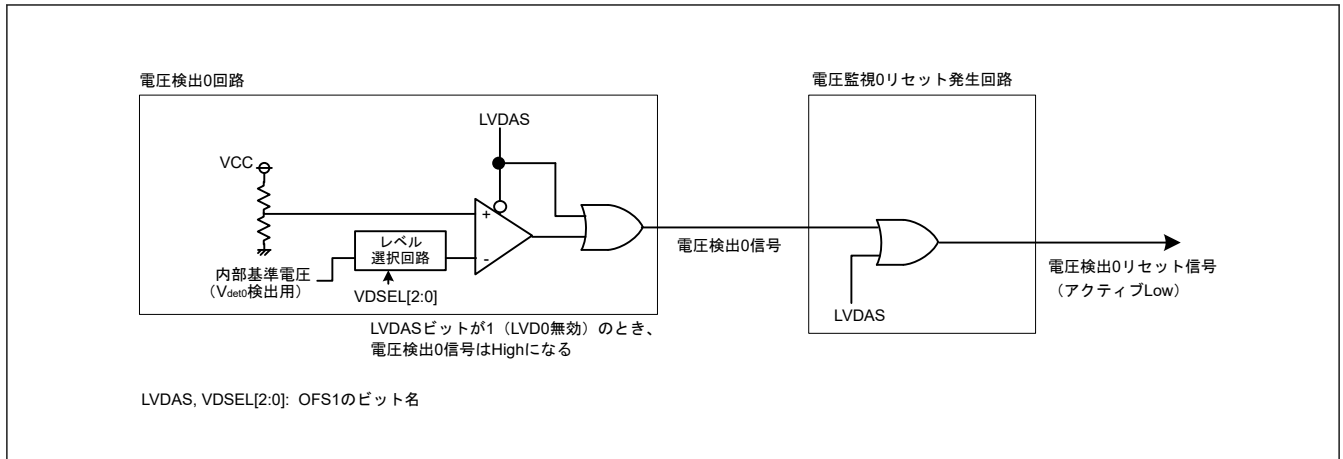 電圧検出0回路
電圧監視0リセット発生回路
LVDAS
VCC
+
レベル
選択回路
-
内部基準電圧
（Vdet0検出用）
VDSEL[2:0]
電圧検出0信号
LVDAS
電圧検出0リセット信号
（アクティブLow）
LVDASビットが1（LVD0無効）のとき、
電圧検出0信号はHighになる
LVDAS, VDSEL[2:0]: OFS1のビット名